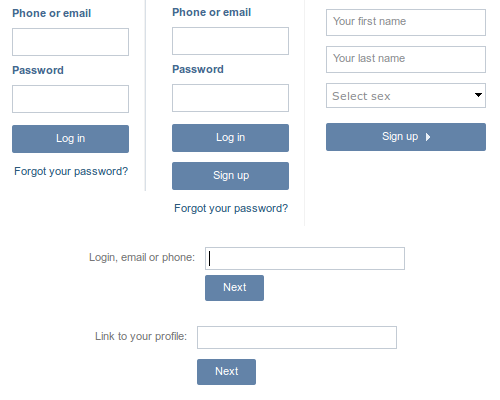 Phone or email
Password
Log in
Forgot your password?
Phone or email
Password
Log in
Sign up
Forgot your password?
Your first name
Your last name
Select sex
Sign up
Login, email or phone:
Next
Link to your profile:
Next